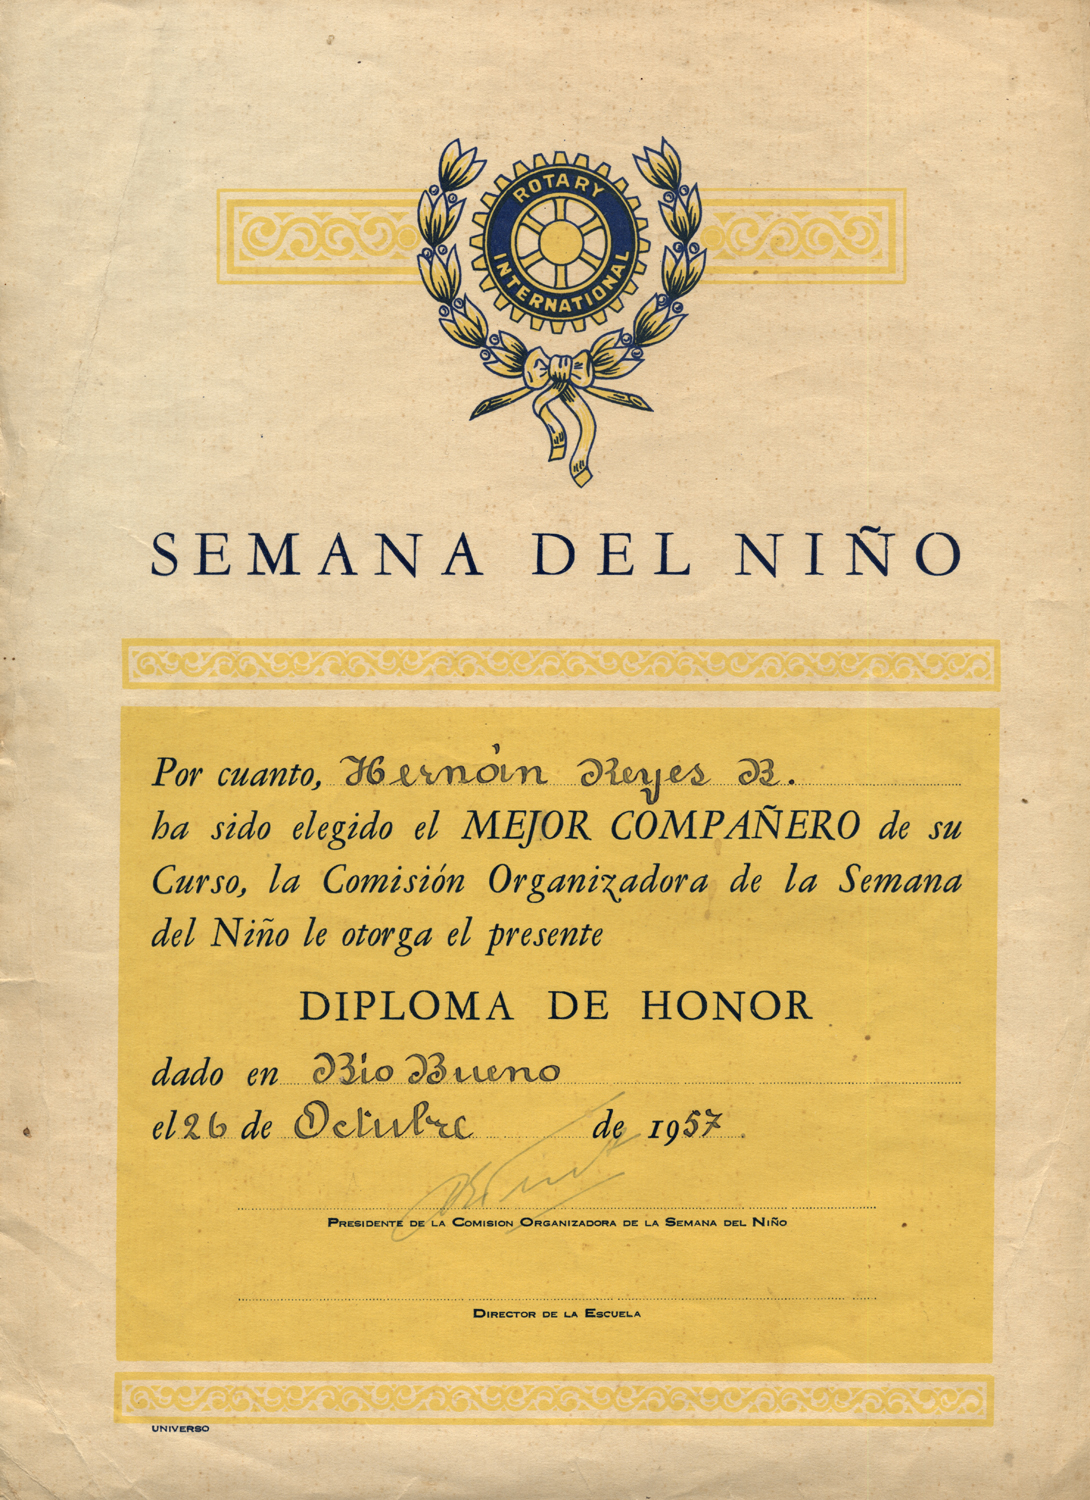 ROTARY
INTERNATIONAL
SEMANA DEL NIÑO
Por cuanto, Hernán Reyes B.
ha sido elegido el MEJOR COMPAÑERO de su
Curso, la Comisión Organizadora de la Semana
del Niño le otorga el presente
DIPLOMA DE HONOR
dado en Río Bueno
el 26 de Octubre de 1957.
PRESIDENTE DE LA COMISION ORGANIZADORA DE LA SEMANA DEL NIÑO
DIRECTOR DE LA ESCUELA
UNIVERSO